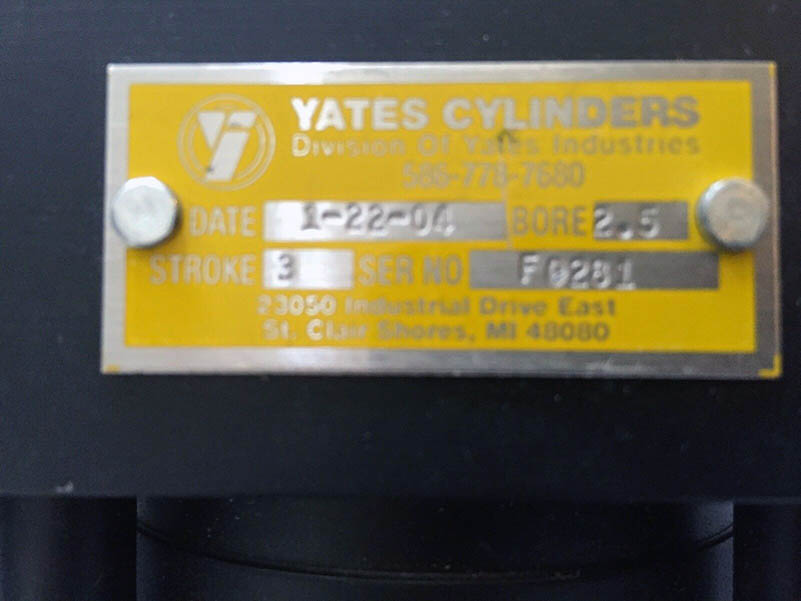 YATES CYLINDERS
Division Of Yates Industries
586-778-7680
DATE 1-22-04 BORE 2.5
STROKE 3 SER NO F9281
23050 Industrial Drive East
St. Clair Shores, MI 48080